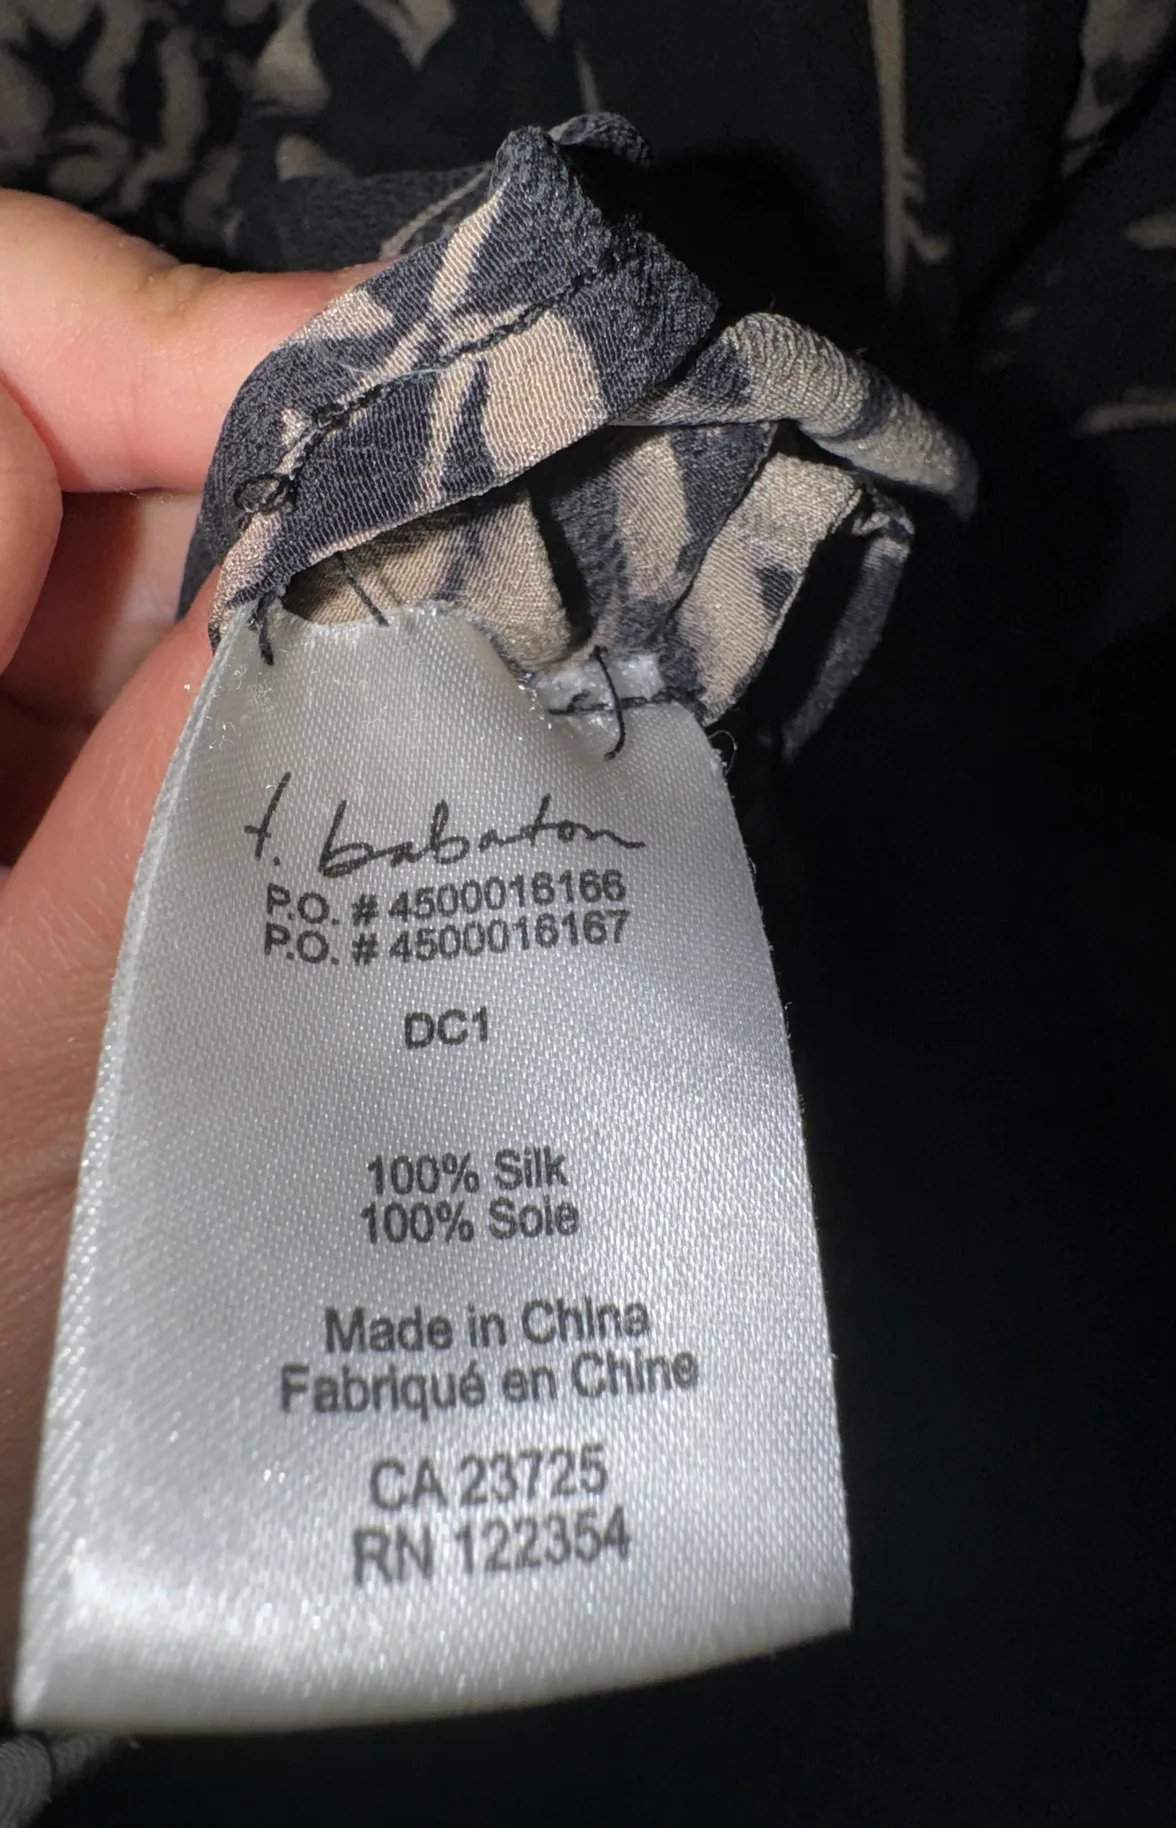 t. babaton
P.O. # 4500016166
P.O. # 4500016167
DC1
100% Silk
100% Soie
Made in China
Fabriqué en Chine
CA 23725
RN 122354